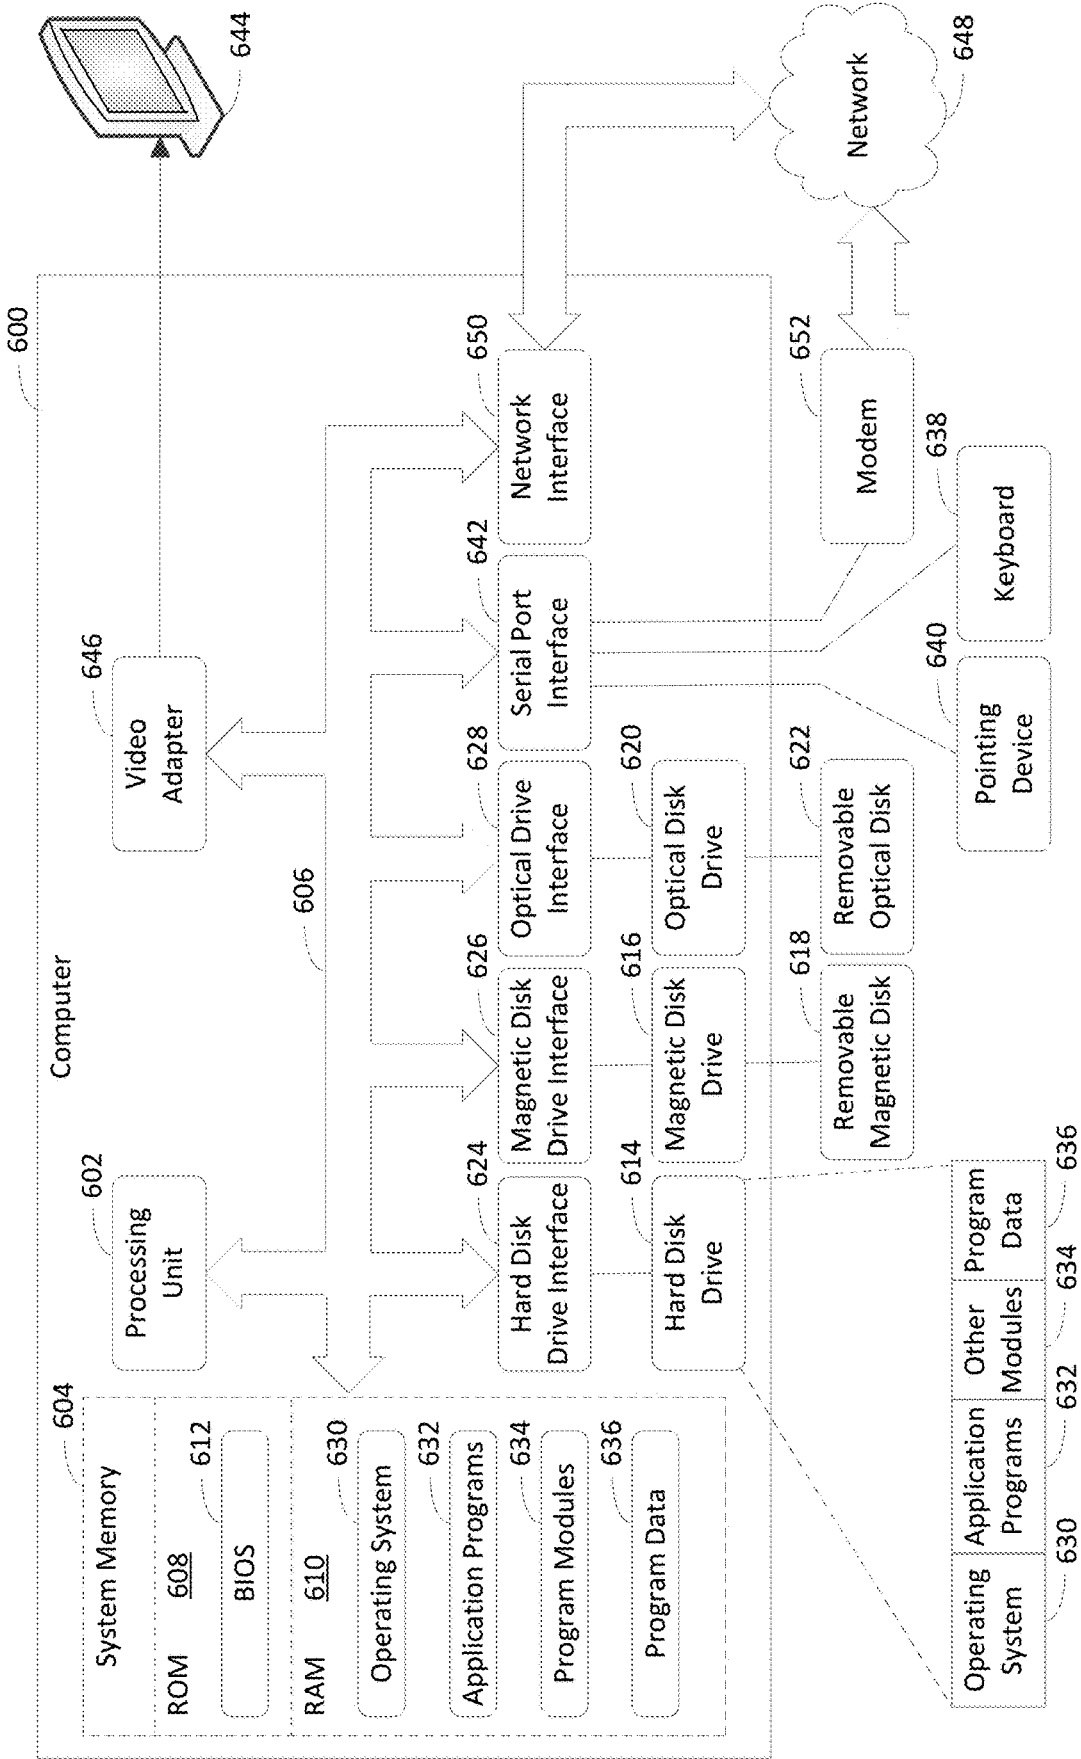 600
Computer
604
System Memory
ROM 608
612
BIOS
RAM 610
630
Operating System
632
Application Programs
634
Program Modules
636
Program Data
602
Processing
Unit
606
646
Video
Adapter
644
624
Hard Disk
Drive Interface
626
Magnetic Disk
Drive Interface
628
Optical Drive
Interface
642
Serial Port
Interface
650
Network
Interface
614
Hard Disk
Drive
616
Magnetic Disk
Drive
620
Optical Disk
Drive
618
Removable
Magnetic Disk
622
Removable
Optical Disk
652
Modem
Network
648
640
Pointing
Device
638
Keyboard
Operating
System
Application
Programs
Other
Modules
Program
Data
630
632
634
636